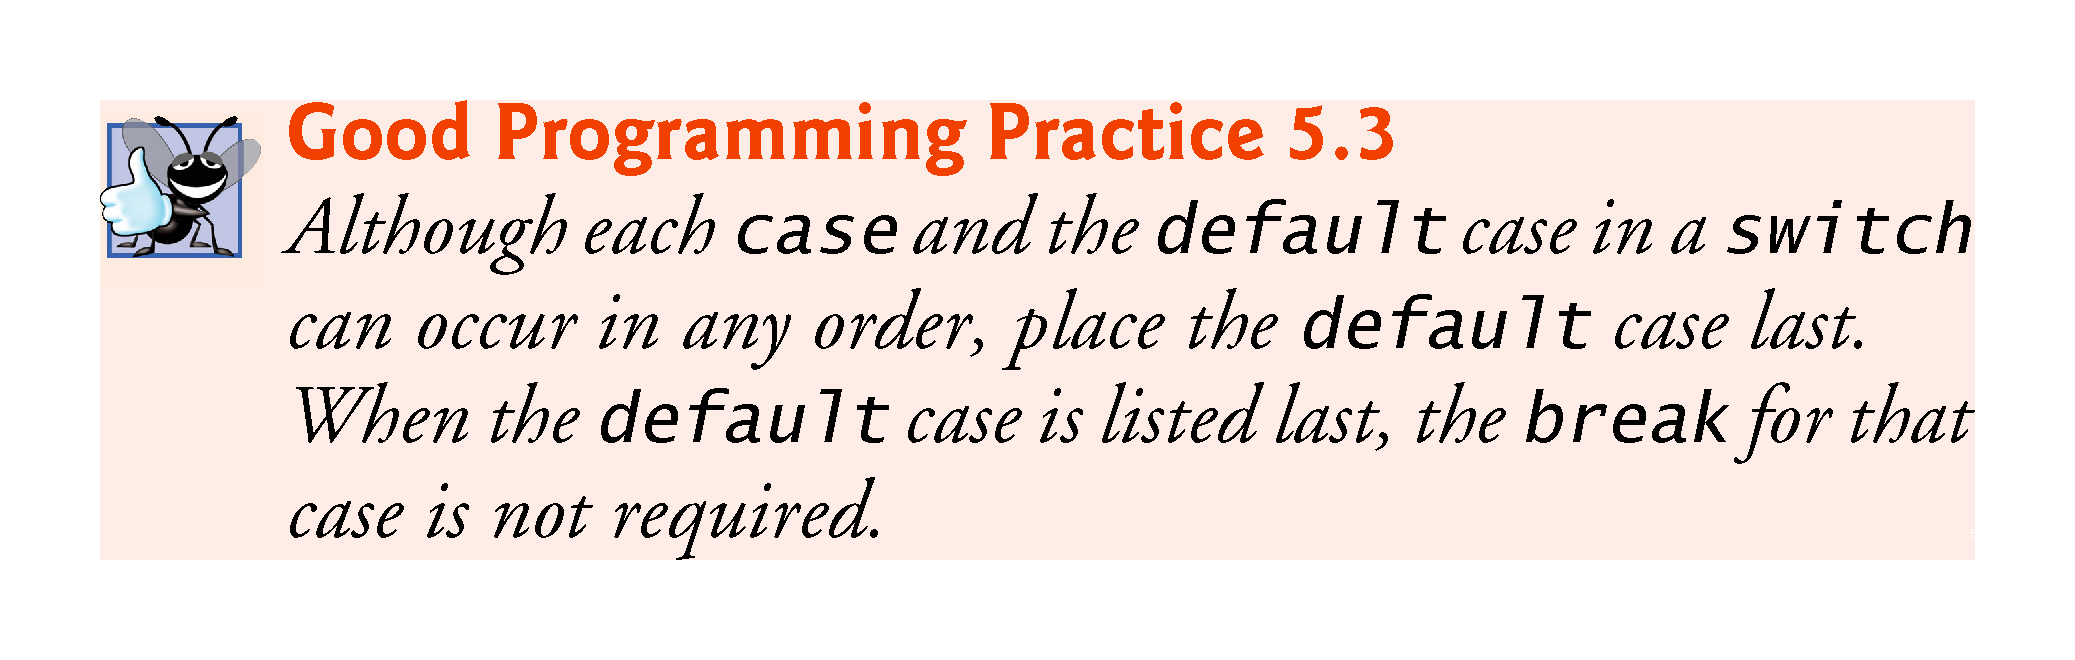 Good Programming Practice 5.3
Although each case and the default case in a switch
can occur in any order, place the default case last.
When the default case is listed last, the break for that
case is not required.